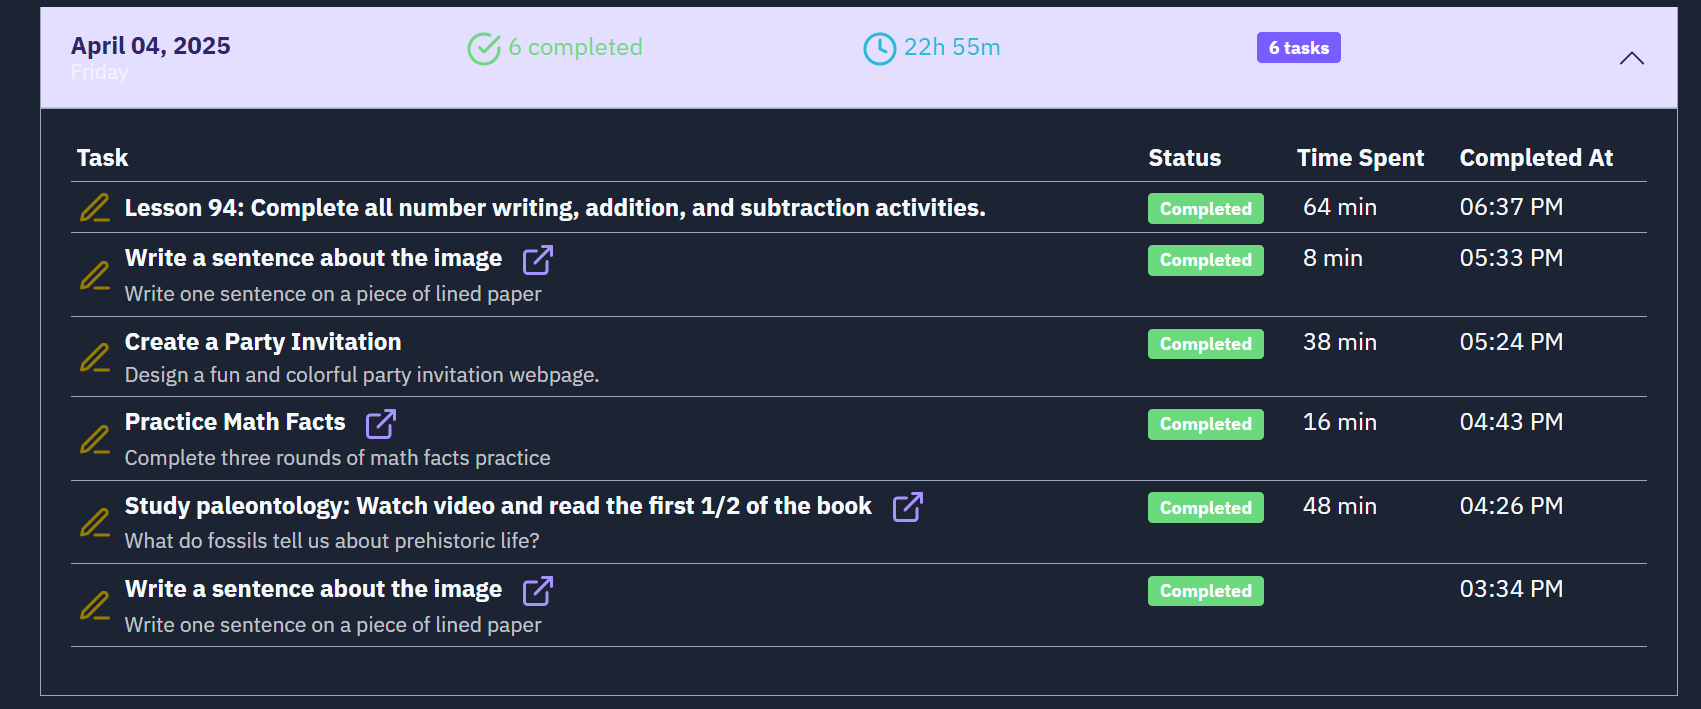 April 04, 2025
Friday
6 completed
22h 55m
6 tasks
Task Status Time Spent Completed At
Lesson 94: Complete all number writing, addition, and subtraction activities. Completed 64 min 06:37 PM
Write a sentence about the image Completed 8 min 05:33 PM
Write one sentence on a piece of lined paper
Create a Party Invitation Completed 38 min 05:24 PM
Design a fun and colorful party invitation webpage.
Practice Math Facts Completed 16 min 04:43 PM
Complete three rounds of math facts practice
Study paleontology: Watch video and read the first 1/2 of the book Completed 48 min 04:26 PM
What do fossils tell us about prehistoric life?
Write a sentence about the image Completed 03:34 PM
Write one sentence on a piece of lined paper